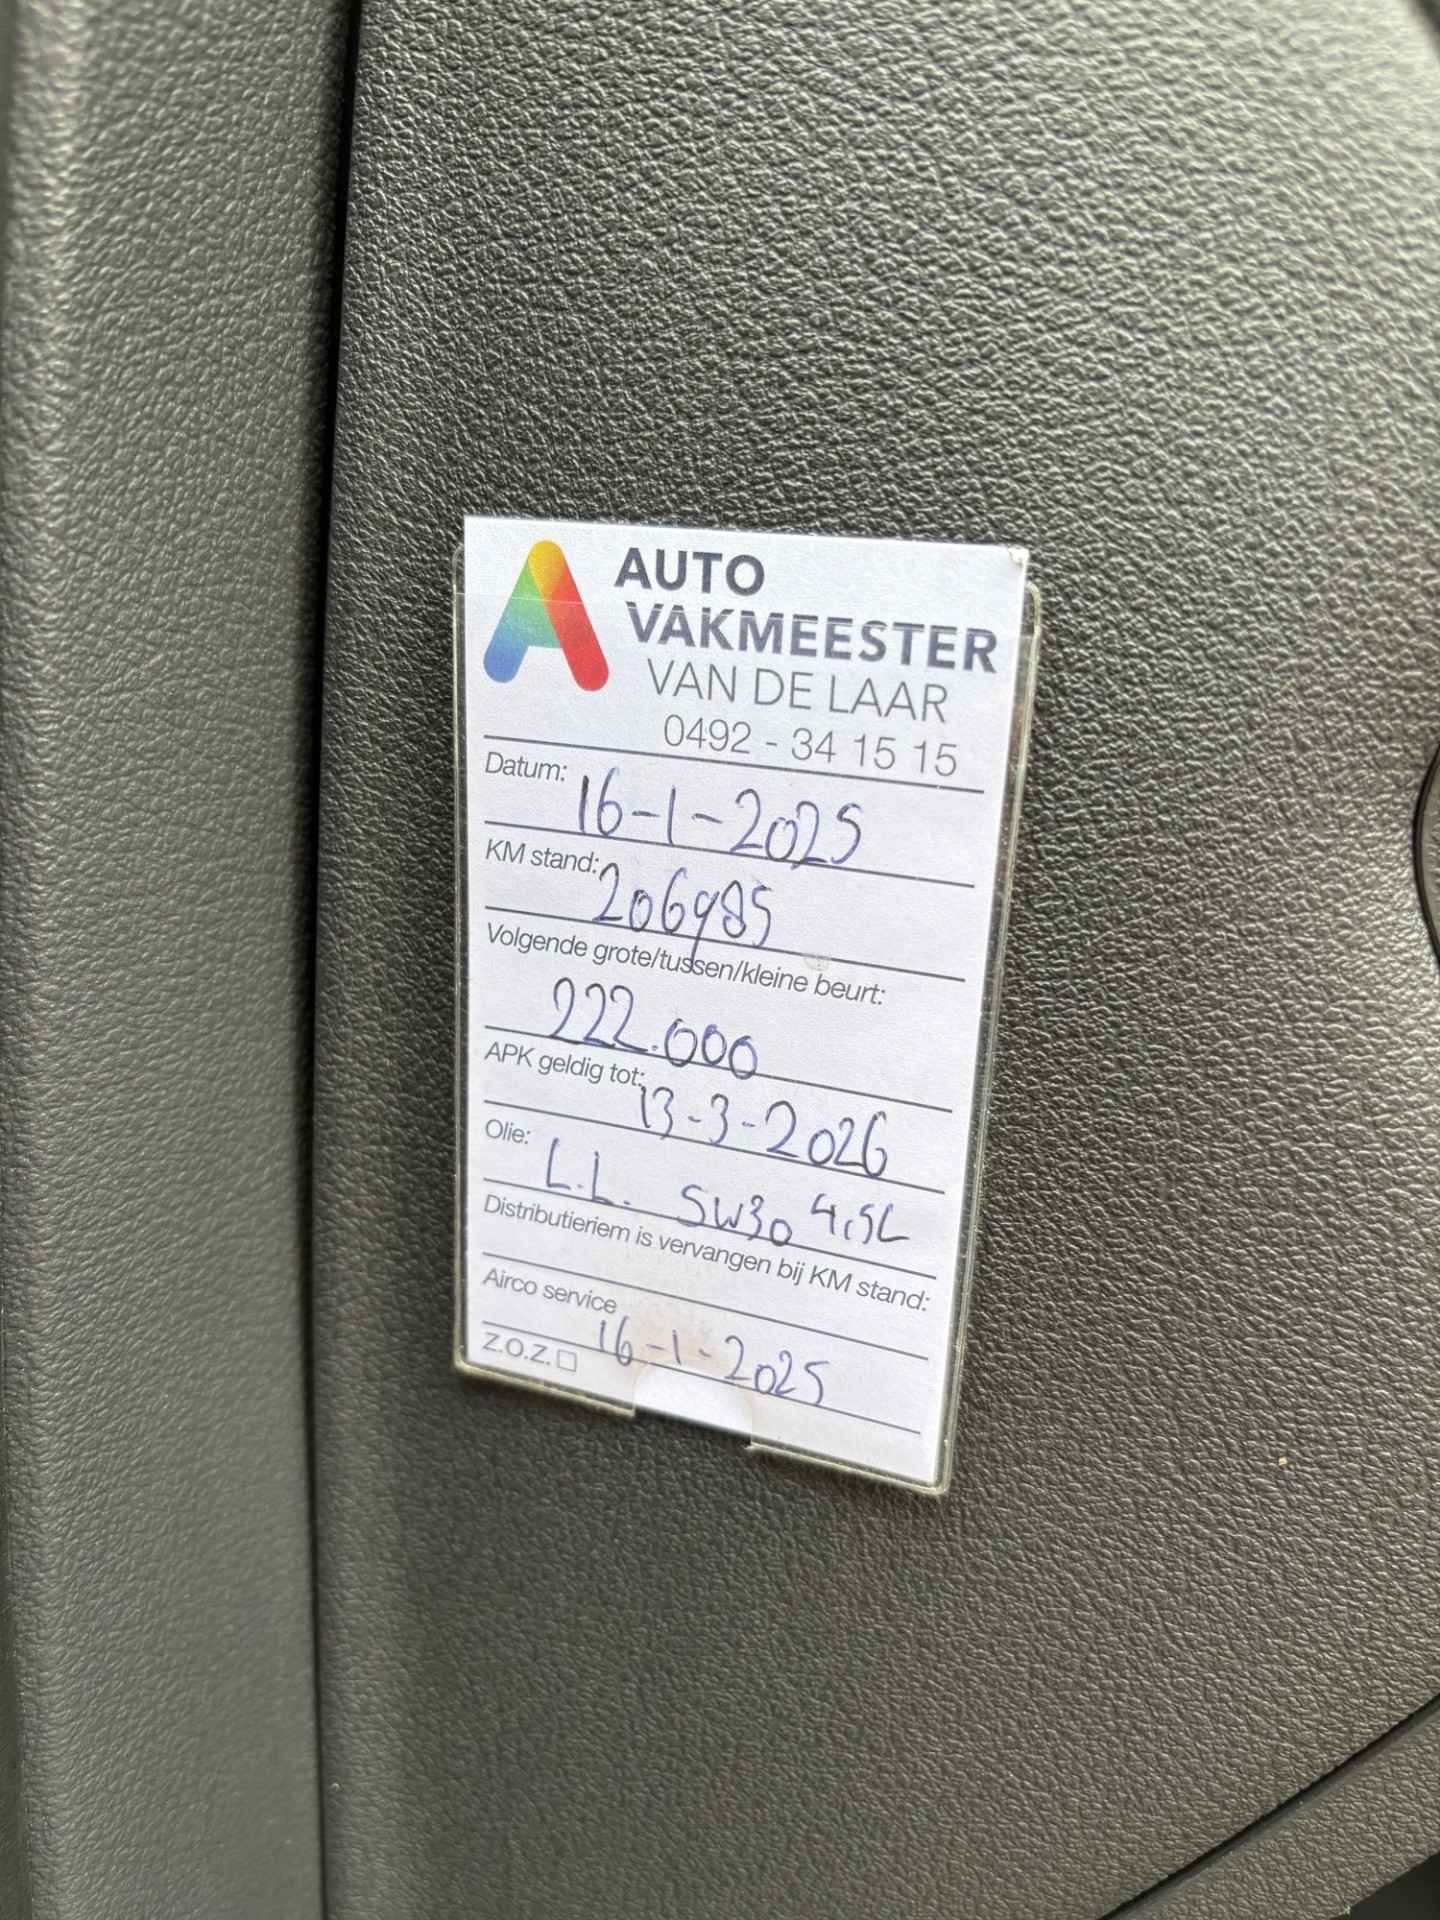 AUTO
VAKMEESTER
VAN DE LAAR
0492 - 34 15 15
Datum: 16-1-2025
KM stand: 206985
Volgende grote/tussen/kleine beurt:
222.000
APK geldig tot: 13-3-2026
Olie: L.L. 5W30 4,5L
Distributieriem is vervangen bij KM stand:
Airco service
16-1-2025
Z.O.Z.